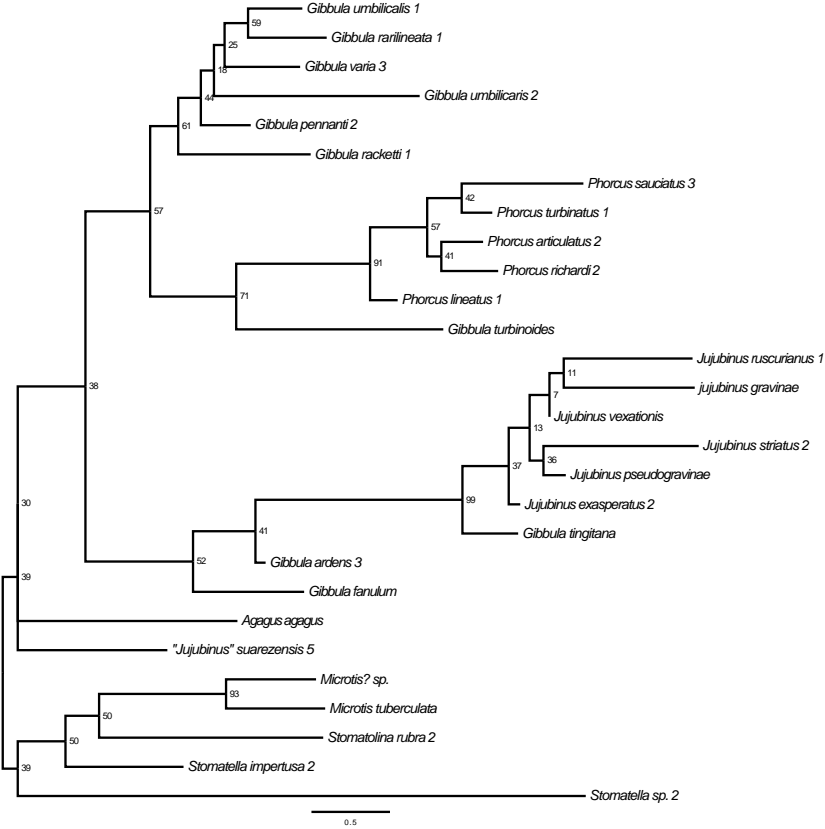 Gibbula umbilicalis 1
59
Gibbula rarilineata 1
25
Gibbula varia 3
18
Gibbula umbilicaris 2
44
Gibbula pennanti 2
61
Gibbula racketti 1
Phorcus sauciatus 3
42
Phorcus turbinatus 1
57
57
Phorcus articulatus 2
41
Phorcus richardi 2
91
Phorcus lineatus 1
71
Gibbula turbinoides
Jujubinus ruscurianus 1
11
jujubinus gravinae
38
7
Jujubinus vexationis
13
Jujubinus striatus 2
36
37
Jujubinus pseudogravinae
99
Jujubinus exasperatus 2
30
41
Gibbula tingitana
52
Gibbula ardens 3
39
Gibbula fanulum
Agagus agagus
"Jujubinus" suarezensis 5
Microtis? sp.
93
Microtis tuberculata
50
Stomatolina rubra 2
50
Stomatella impertusa 2
39
Stomatella sp. 2
0.5